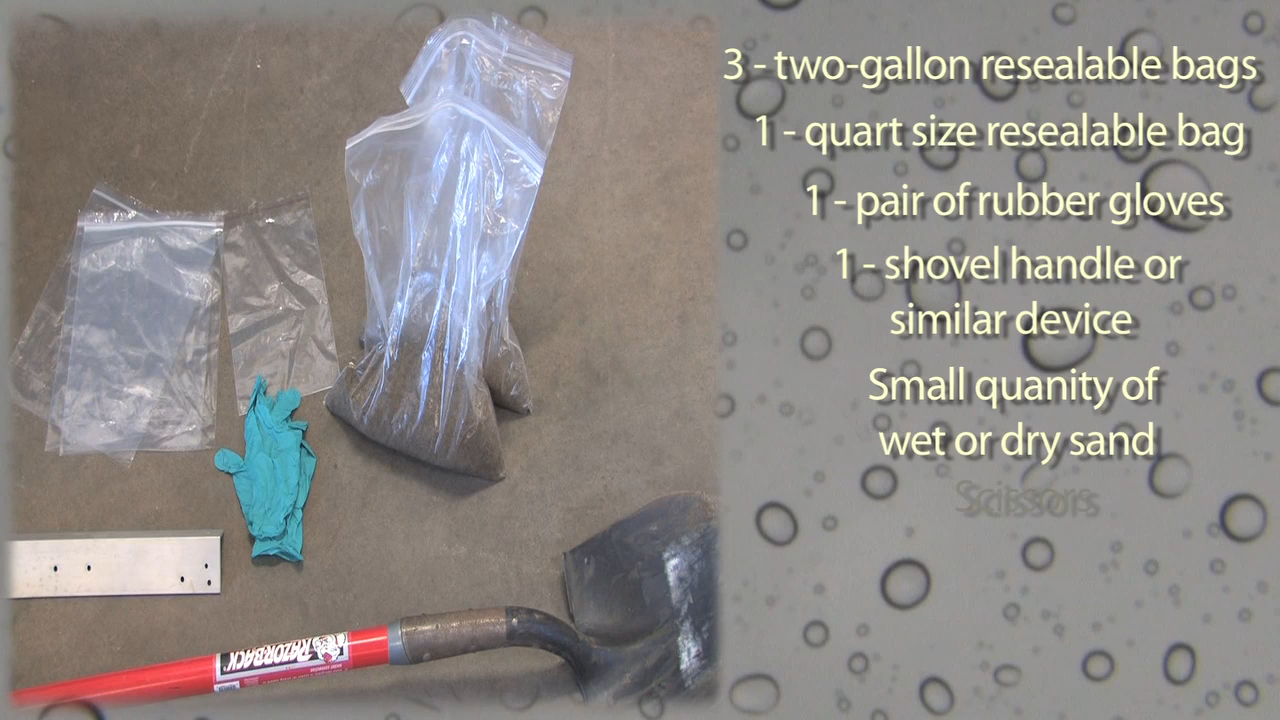 3 - two-gallon resealable bags
1 - quart size resealable bag
1 - pair of rubber gloves
1 - shovel handle or
similar device
Small quanity of
wet or dry sand
Scissors
RAZORBACK